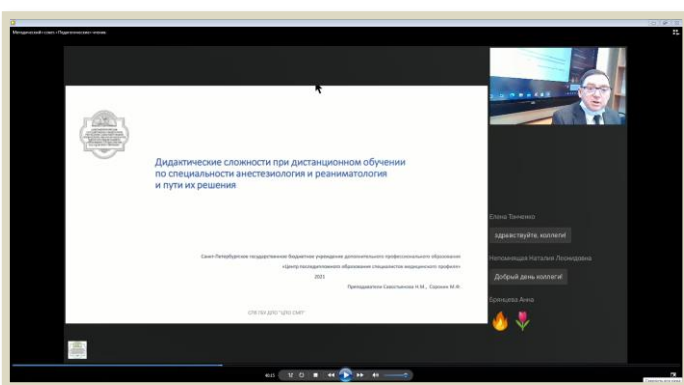 Методический совет «Педагогические чтения»
Дидактические сложности при дистанционном обучении
по специальности анестезиология и реаниматология
и пути их решения
Санкт-Петербургское государственное бюджетное учреждение дополнительного профессионального образования
«Центр последипломного образования специалистов медицинского профиля»
2021
Преподаватели Севостьянова Н.М., Сорокин М.Н.
СПб ГБУ ДПО "ЦПО СМП"
Елена Танченко
здравствуйте, коллеги!
Непомнящая Наталия Леонидовна
Добрый день коллеги!
Брянцева Анна
40:15